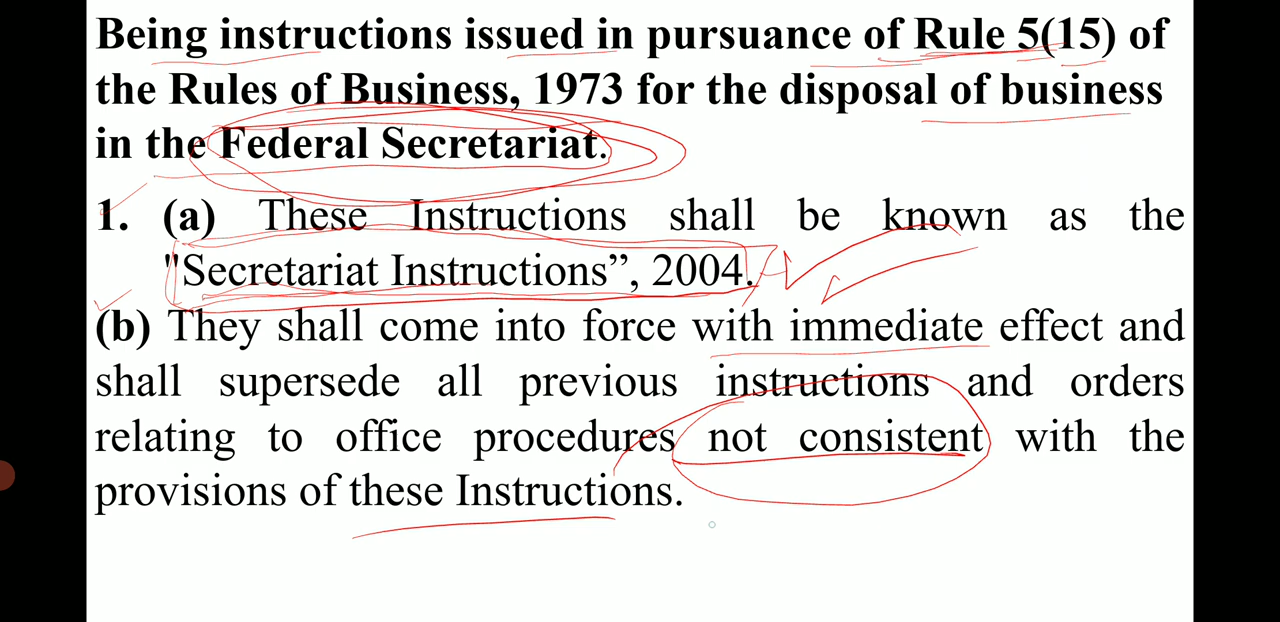 Being instructions issued in pursuance of Rule 5(15) of
the Rules of Business, 1973 for the disposal of business
in the Federal Secretariat.
1. (a) These Instructions shall be known as the
"Secretariat Instructions”, 2004.
(b) They shall come into force with immediate effect and
shall supersede all previous instructions and orders
relating to office procedures not consistent with the
provisions of these Instructions.